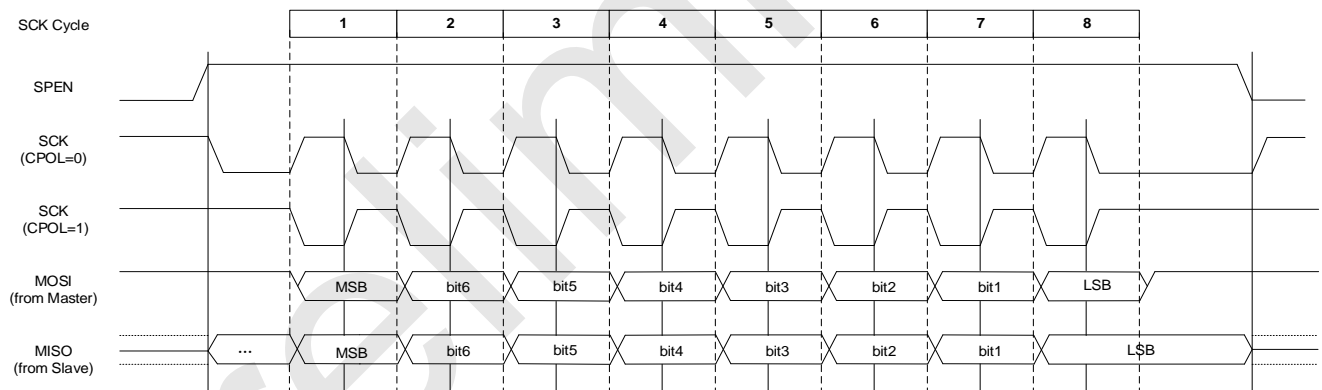 SCK Cycle 1 2 3 4 5 6 7 8
SPEN
SCK
(CPOL=0)
SCK
(CPOL=1)
MOSI
(from Master)
MSB bit6 bit5 bit4 bit3 bit2 bit1 LSB
MISO
(from Slave)
... MSB bit6 bit5 bit4 bit3 bit2 bit1 LSB
elim